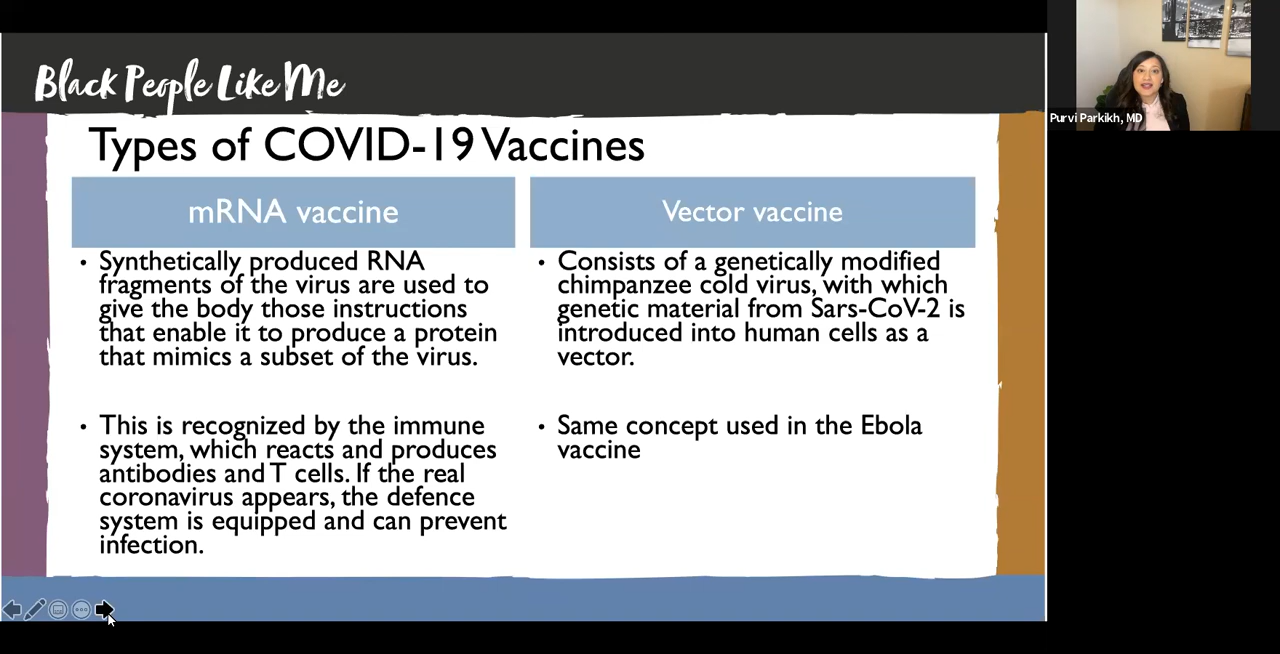 Black People Like Me
Types of COVID-19 Vaccines
mRNA vaccine
Synthetically produced RNA
fragments of the virus are used to
give the body those instructions
that enable it to produce a protein
that mimics a subset of the virus.
This is recognized by the immune
system, which reacts and produces
antibodies and T cells. If the real
coronavirus appears, the defence
system is equipped and can prevent
infection.
Vector vaccine
Consists of a genetically modified
chimpanzee cold virus, with which
genetic material from Sars-CoV-2 is
introduced into human cells as a
vector.
Same concept used in the Ebola
vaccine
Purvi Parkikh, MD